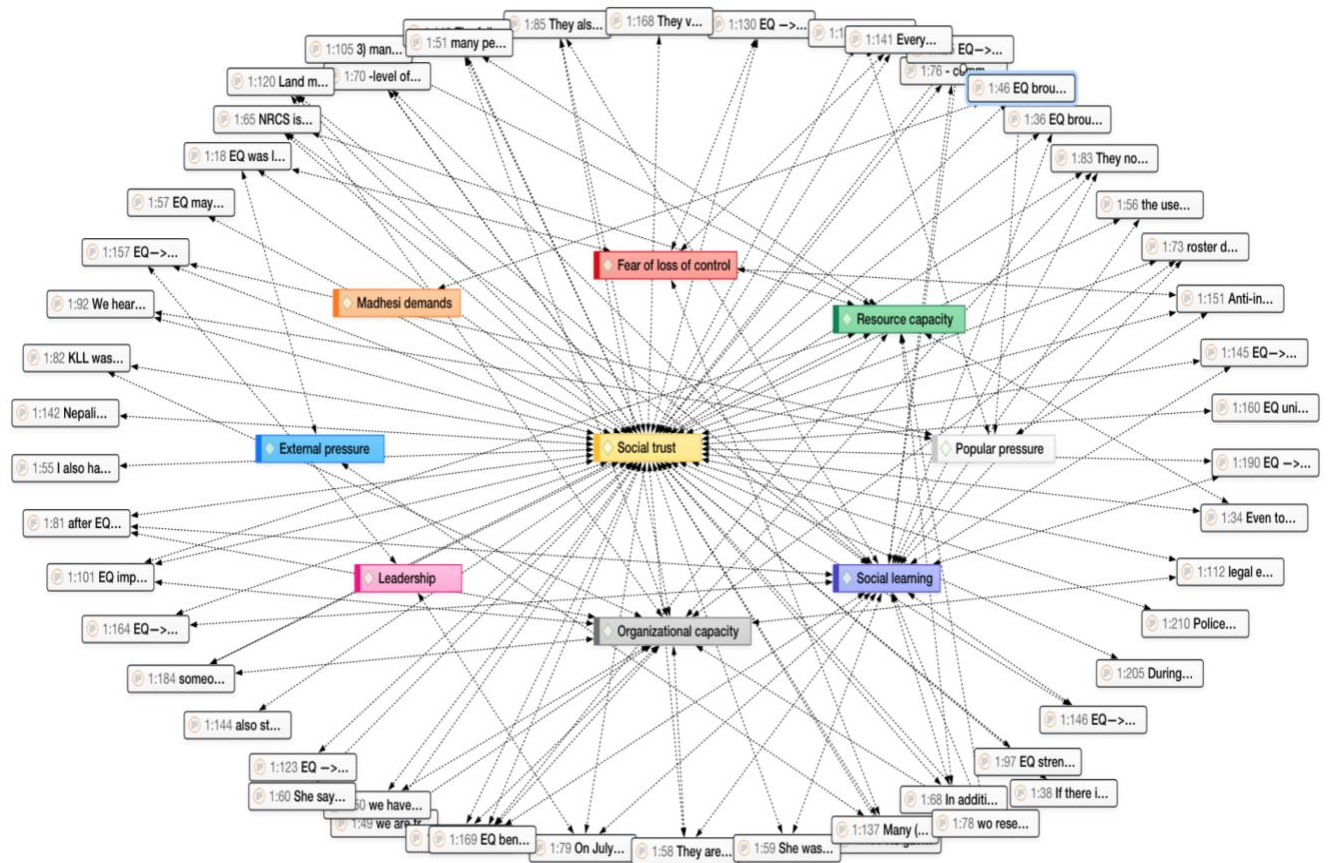 1:85 They als...
1:168 They v...
1:130 EQ –>...
1:141 Every...
1:105 3) man...
1:51 many pe...
EQ–>...
1:120 Land m...
1:70 -level of...
1:76 - comm
1:46 EQ brou...
1:65 NRCS is...
1:36 EQ brou...
1:18 EQ was l...
1:83 They no...
1:57 EQ may...
1:56 the use...
1:157 EQ–>...
1:73 roster d...
Fear of loss of control
1:92 We hear...
Madhesi demands
1:151 Anti-in...
Resource capacity
1:82 KLL was...
1:145 EQ–>...
1:142 Nepali...
1:160 EQ uni...
External pressure
Social trust
Popular pressure
1:55 I also ha...
1:190 EQ –>...
1:81 after EQ...
1:34 Even to...
1:101 EQ imp...
Leadership
Social learning
1:112 legal e...
1:164 EQ–>...
Organizational capacity
1:210 Police...
1:184 someo...
1:205 During...
1:144 also st...
1:146 EQ–>...
1:123 EQ –>...
1:97 EQ stren...
1:60 She say...
50 we have...
1:68 In additi...
1:38 If there i...
1:49 we are tr
1:169 EQ ben...
1:79 On July...
1:58 They are...
1:59 She was...
1:137 Many (...
1:78 wo rese...